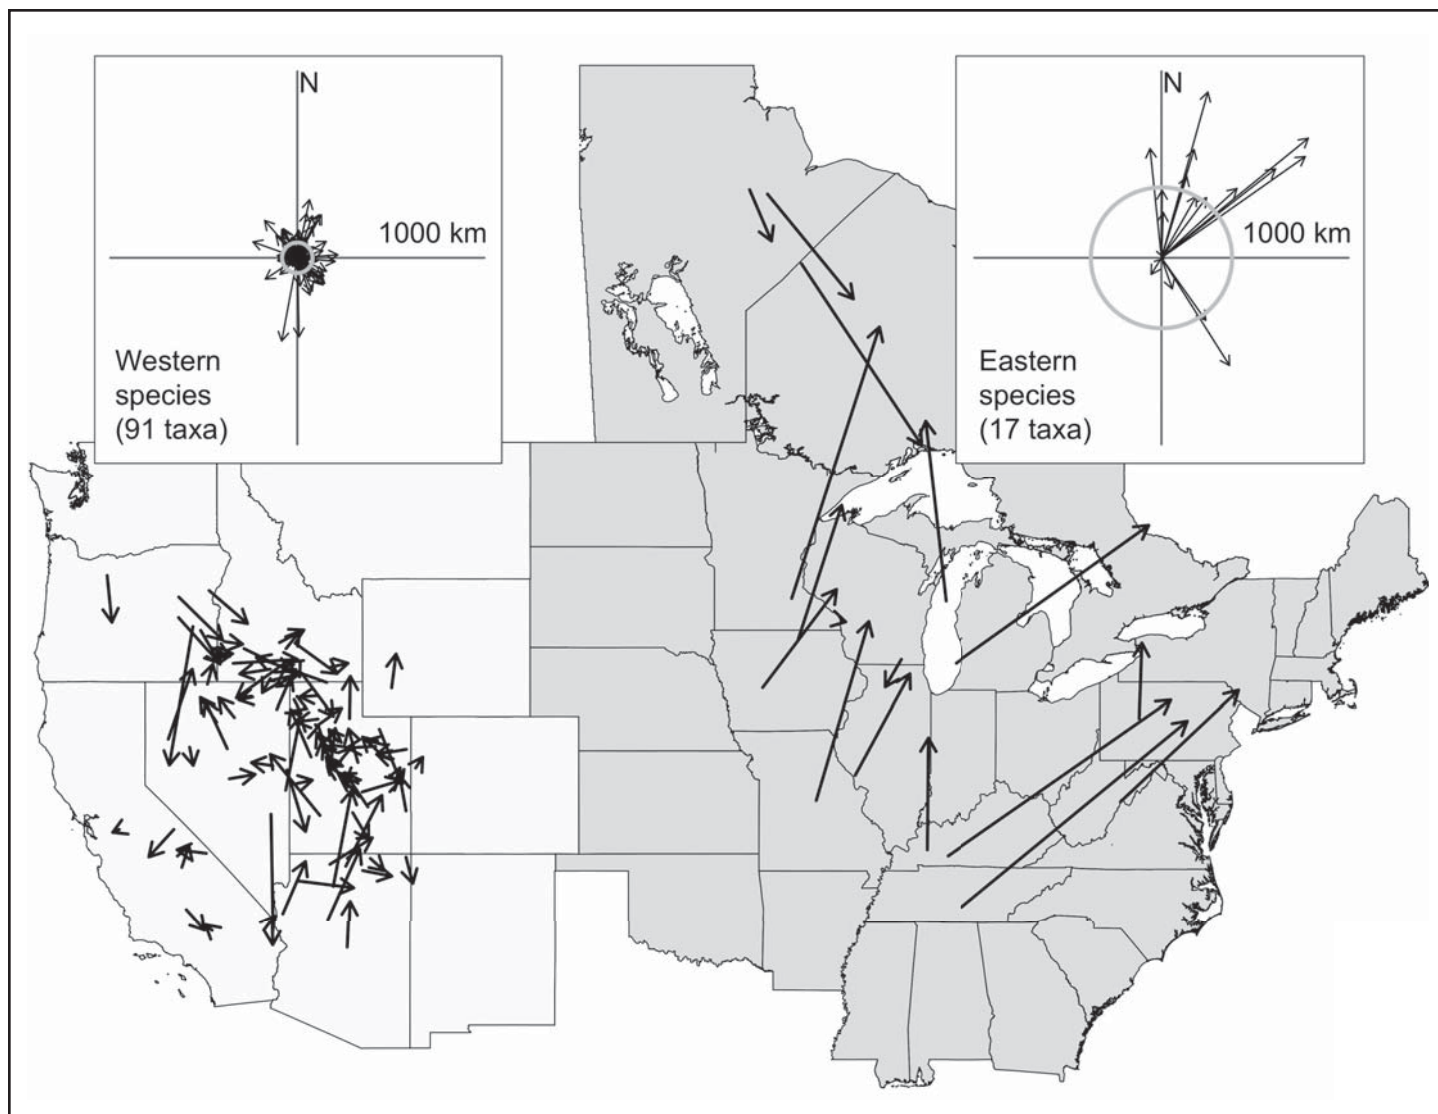 N
1000 km
Western
species
(91 taxa)
N
1000 km
Eastern
species
(17 taxa)